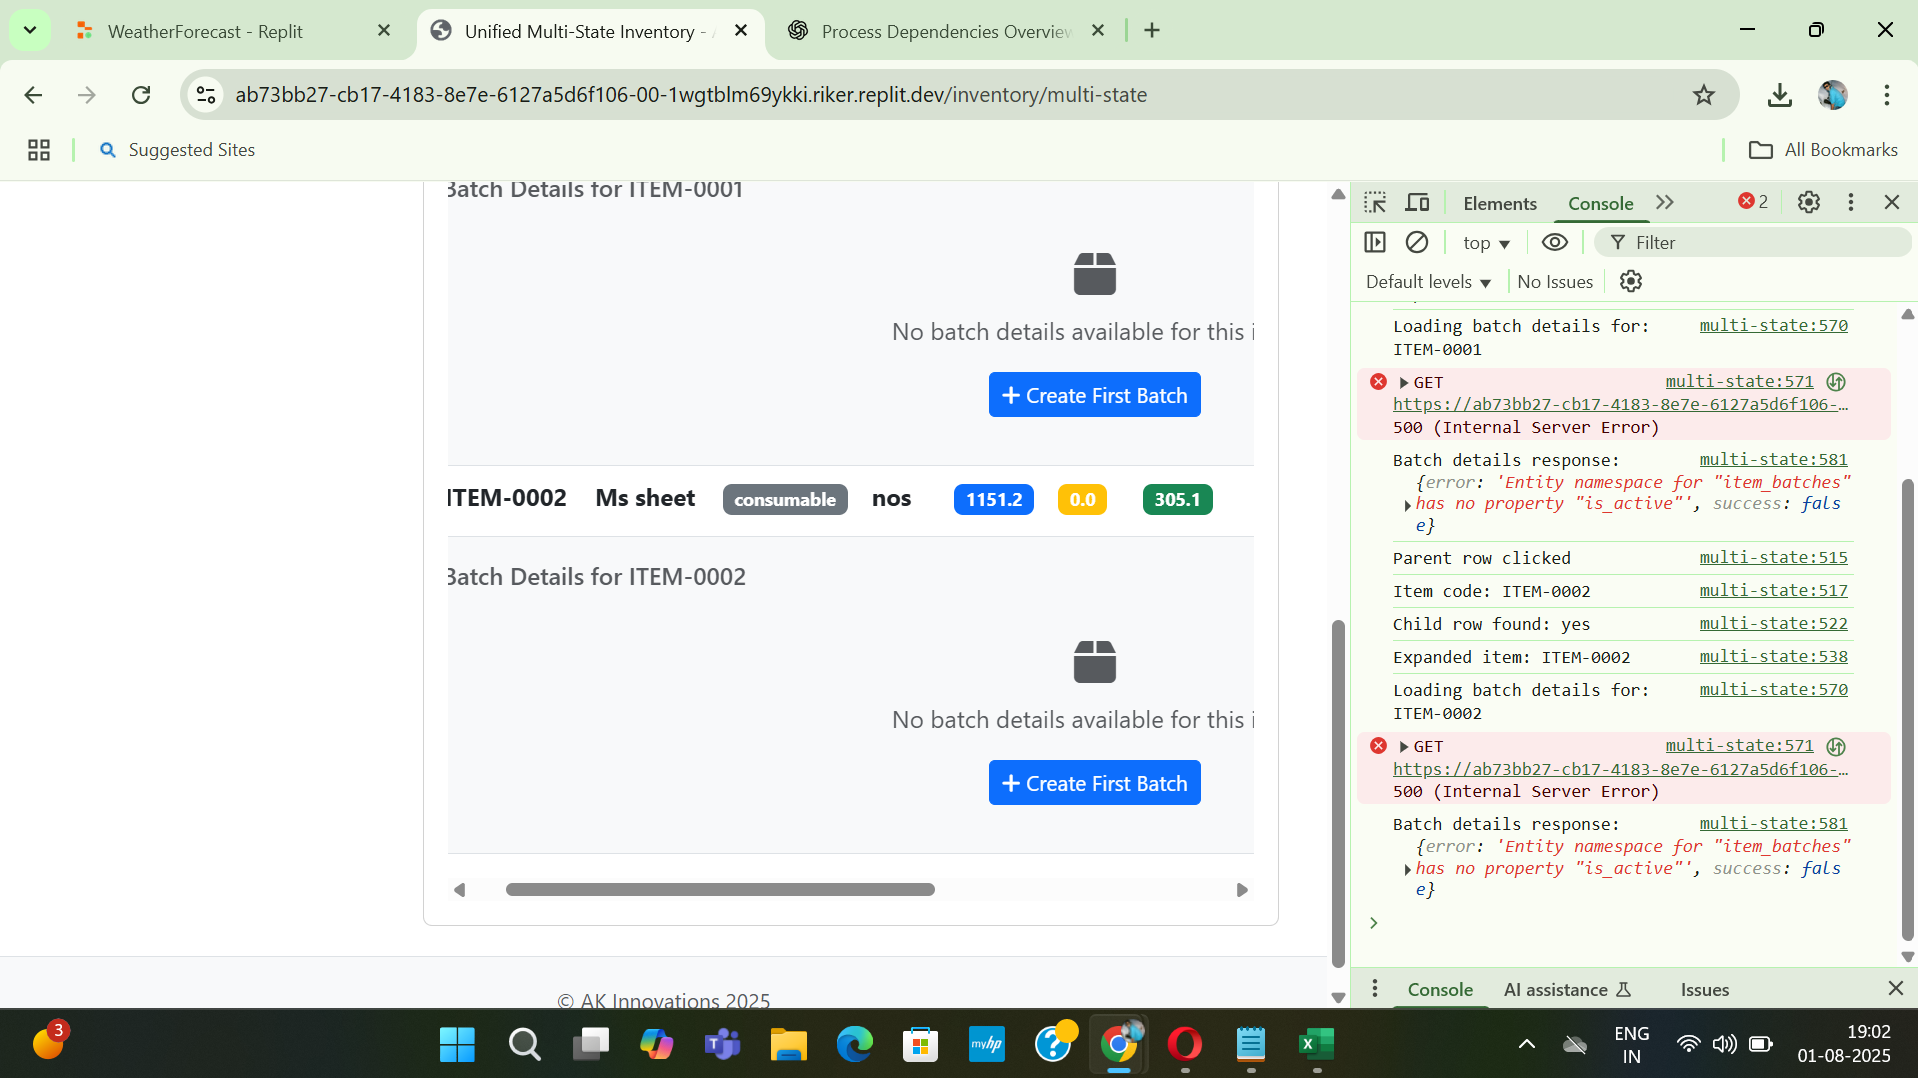 WeatherForecast - Replit
Unified Multi-State Inventory -
Process Dependencies Overview
ab73bb27-cb17-4183-8e7e-6127a5d6f106-00-1wgtblm69ykki.riker.replit.dev/inventory/multi-state
Suggested Sites
All Bookmarks
Batch Details for ITEM-0001
No batch details available for this i
Create First Batch
ITEM-0002 Ms sheet consumable nos 1151.2 0.0 305.1
Batch Details for ITEM-0002
No batch details available for this i
Create First Batch
© AK Innovations 2025
Elements Console 2
top Filter
Default levels No Issues
Loading batch details for: multi-state:570
ITEM-0001
GET multi-state:571
https://ab73bb27-cb17-4183-8e7e-6127a5d6f106-…
500 (Internal Server Error)
Batch details response: multi-state:581
{error: 'Entity namespace for "item_batches"
has no property "is_active"', success: fals
e}
Parent row clicked multi-state:515
Item code: ITEM-0002 multi-state:517
Child row found: yes multi-state:522
Expanded item: ITEM-0002 multi-state:538
Loading batch details for: multi-state:570
ITEM-0002
GET multi-state:571
https://ab73bb27-cb17-4183-8e7e-6127a5d6f106-…
500 (Internal Server Error)
Batch details response: multi-state:581
{error: 'Entity namespace for "item_batches"
has no property "is_active"', success: fals
e}
Console AI assistance Issues
3
myhp
ENG
IN
19:02
01-08-2025